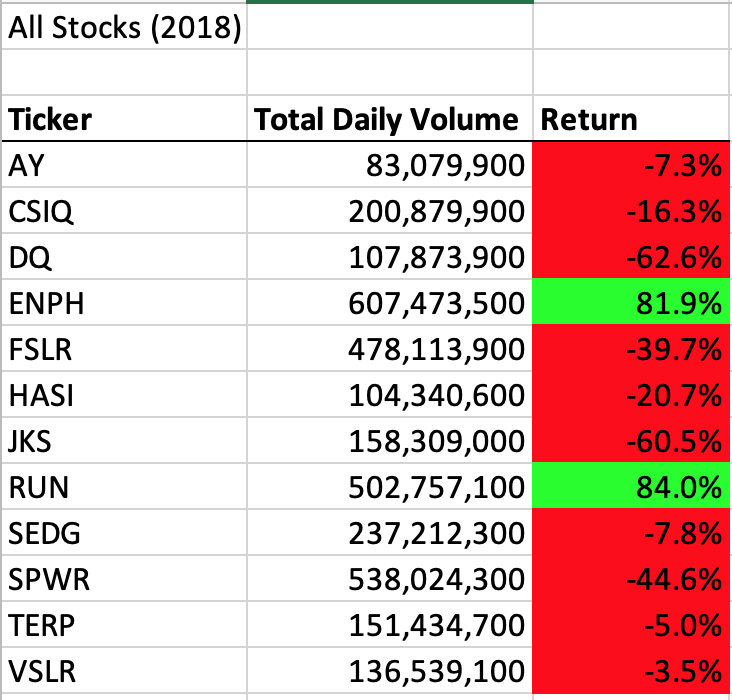 All Stocks (2018)
Ticker Total Daily Volume Return
AY 83,079,900 -7.3%
CSIQ 200,879,900 -16.3%
DQ 107,873,900 -62.6%
ENPH 607,473,500 81.9%
FSLR 478,113,900 -39.7%
HASI 104,340,600 -20.7%
JKS 158,309,000 -60.5%
RUN 502,757,100 84.0%
SEDG 237,212,300 -7.8%
SPWR 538,024,300 -44.6%
TERP 151,434,700 -5.0%
VSLR 136,539,100 -3.5%